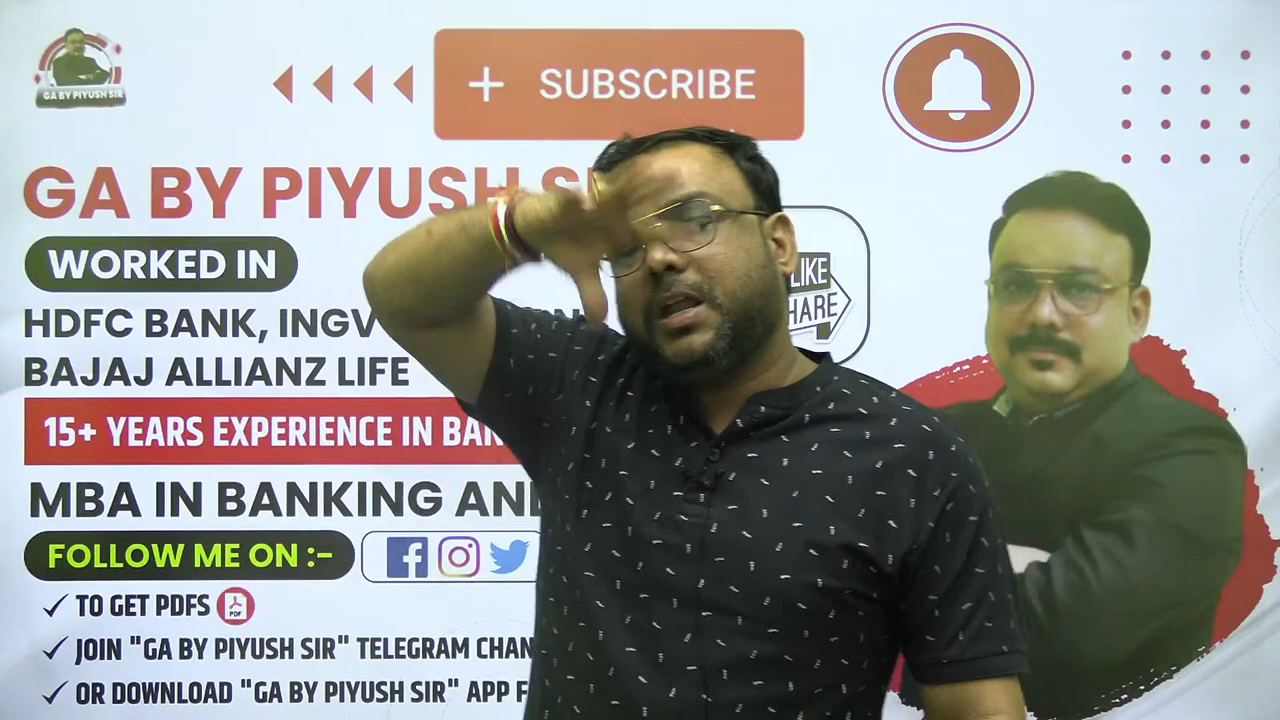 GA BY PIYUSH SIR
+ SUBSCRIBE
GA BY PIYUSH
WORKED IN
HDFC BANK, INGV
BAJAJ ALLIANZ LIFE
LIKE
SHARE
15+ YEARS EXPERIENCE IN
MBA IN BANKING
FOLLOW ME ON :-
TO GET PDFS
PDF
JOIN "GA BY PIYUSH SIR" TELEGRAM
OR DOWNLOAD "GA BY PIYUSH SIR" APP